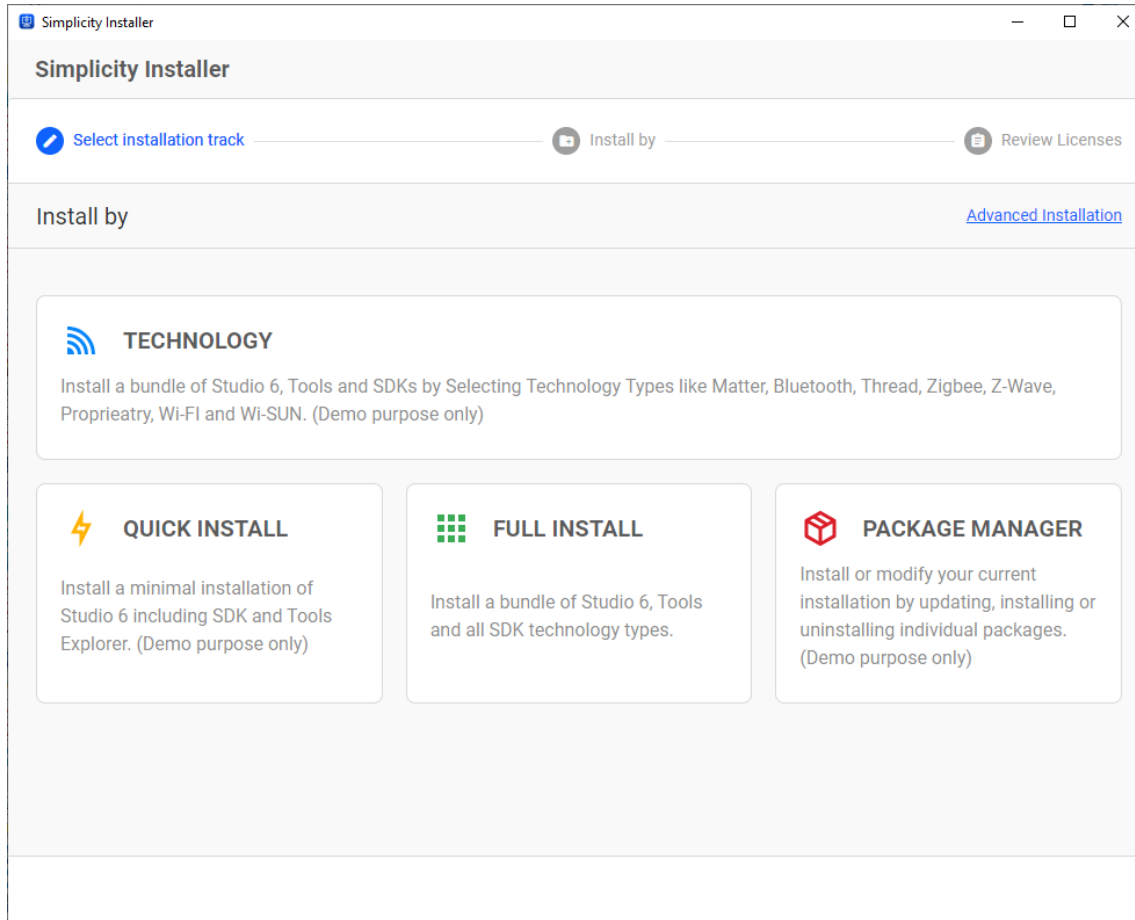 Simplicity Installer
Simplicity Installer
Select installation track
Install by
Review Licenses
Install by
Advanced Installation
TECHNOLOGY
Install a bundle of Studio 6, Tools and SDKs by Selecting Technology Types like Matter, Bluetooth, Thread, Zigbee, Z-Wave,
Proprieatry, Wi-FI and Wi-SUN. (Demo purpose only)
QUICK INSTALL
Install a minimal installation of
Studio 6 including SDK and Tools
Explorer. (Demo purpose only)
FULL INSTALL
Install a bundle of Studio 6, Tools
and all SDK technology types.
PACKAGE MANAGER
Install or modify your current
installation by updating, installing or
uninstalling individual packages.
(Demo purpose only)